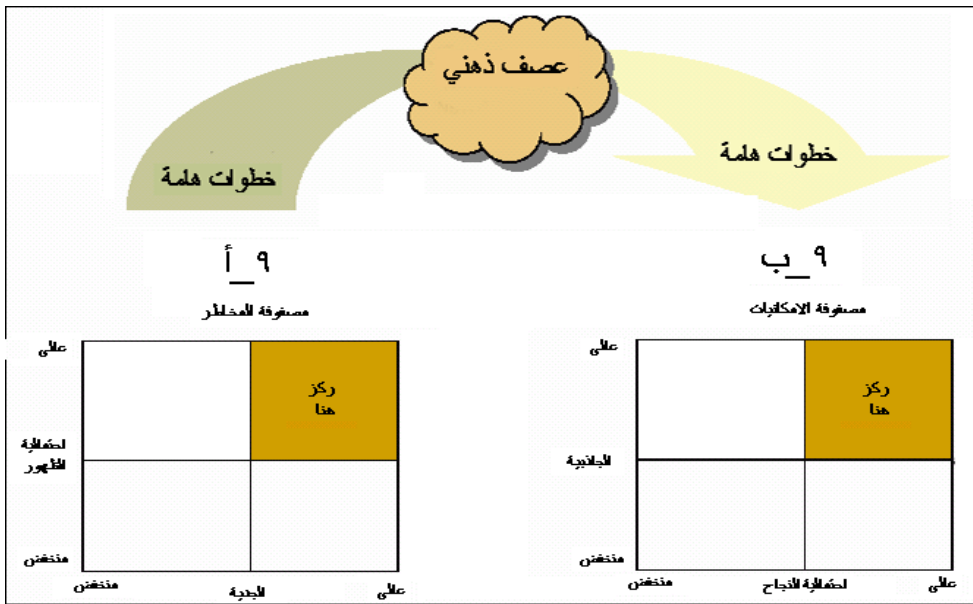 عصف ذهني
خطوات هامة
خطوات هامة
٩_أ
مصفوفة المخاطر
عالى
ركز
هنا
احتمالية
الظهور
منخفض
منخفض
الجدية
عالى
٩_ب
مصفوفة الامكانيات
عالى
ركز
هنا
الجاذبية
منخفض
منخفض
احتمالية النجاح
عالى